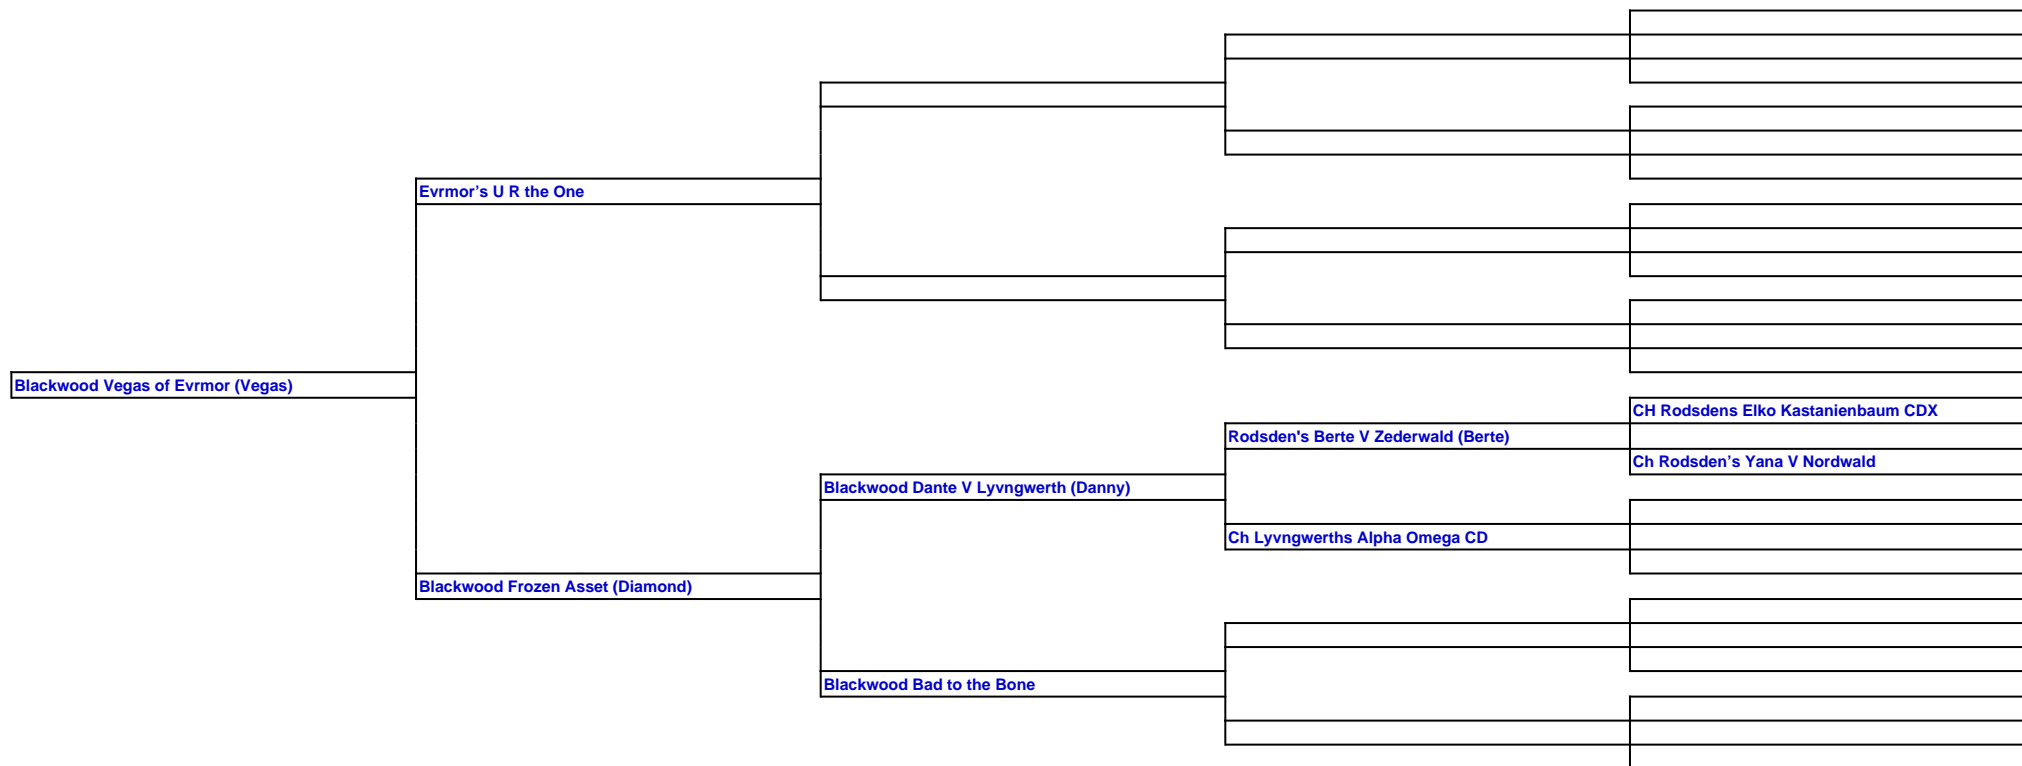 Evrmor’s U R the One
Blackwood Vegas of Evrmor (Vegas)
CH Rodsdens Elko Kastanienbaum CDX
Rodsden's Berte V Zederwald (Berte)
Ch Rodsden’s Yana V Nordwald
Blackwood Dante V Lyvngwerth (Danny)
Ch Lyvngwerths Alpha Omega CD
Blackwood Frozen Asset (Diamond)
Blackwood Bad to the Bone